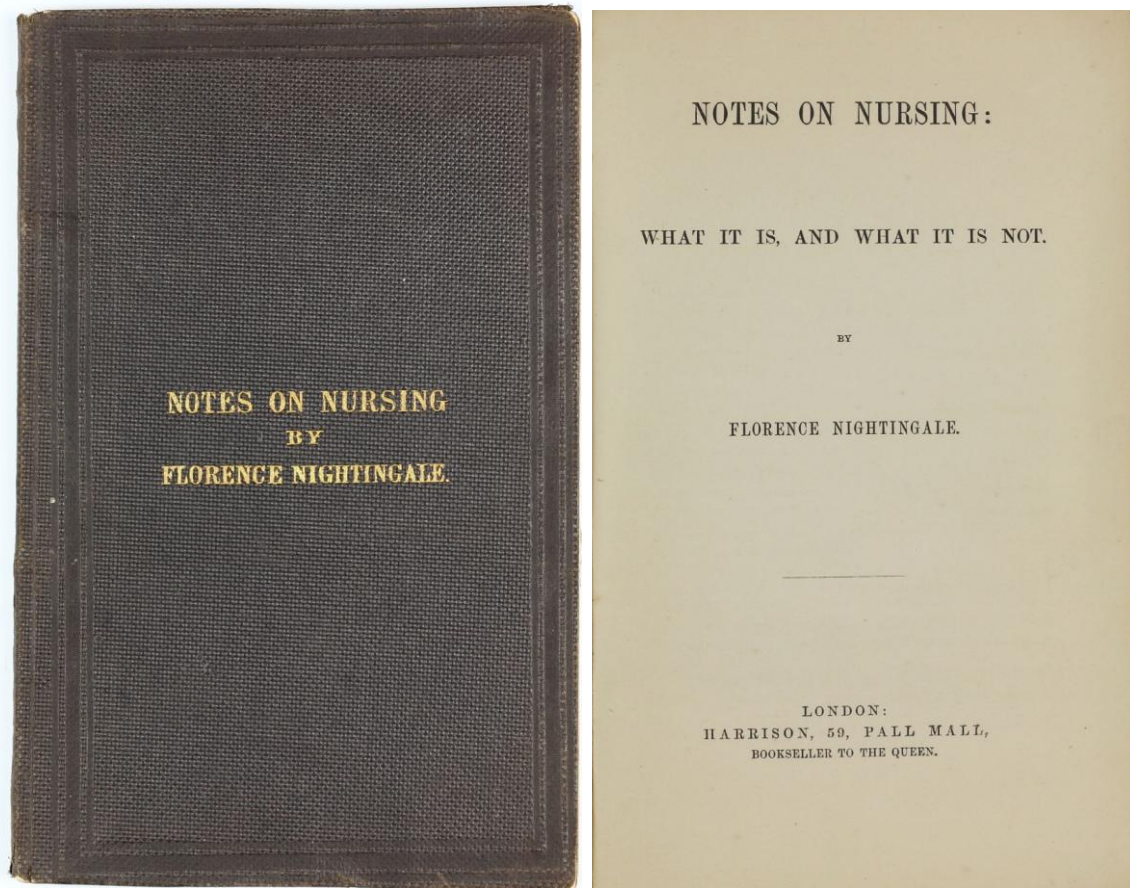 NOTES ON NURSING
BY
FLORENCE NIGHTINGALE.
NOTES ON NURSING:
WHAT IT IS, AND WHAT IT IS NOT.
BY
FLORENCE NIGHTINGALE.
LONDON:
HARRISON, 59, PALL MALL,
BOOKSELLER TO THE QUEEN.